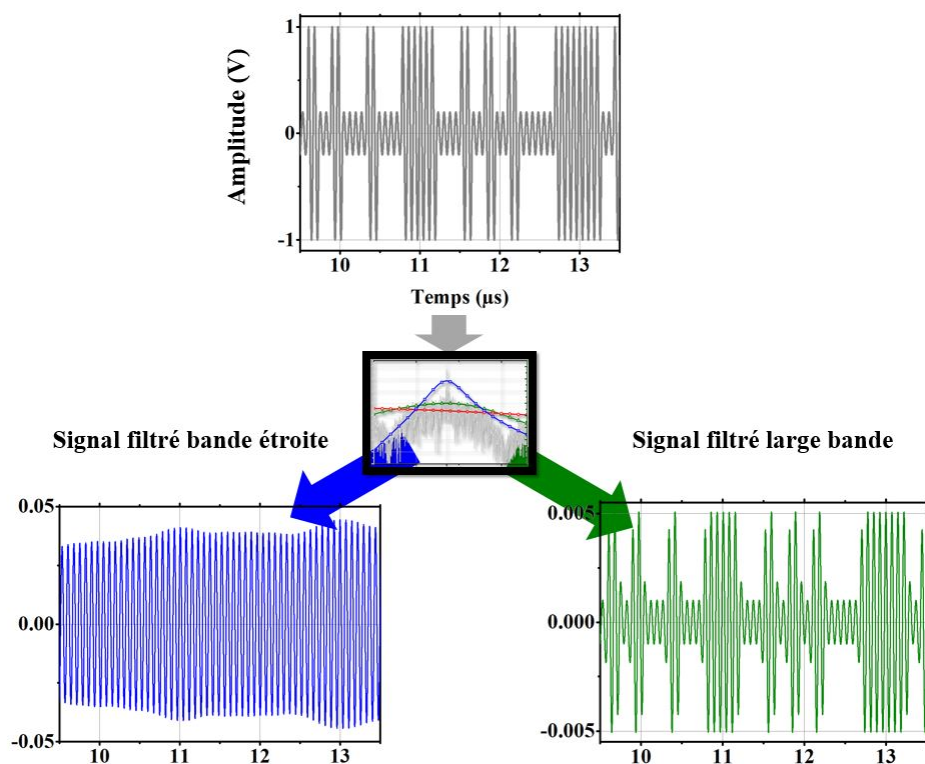 Amplitude (V)
1
0
-1
10 11 12 13
Temps (µs)
Signal filtré bande étroite
Signal filtré large bande
0.05
0.00
-0.05
10 11 12 13
0.005
0.000
-0.005
10 11 12 13